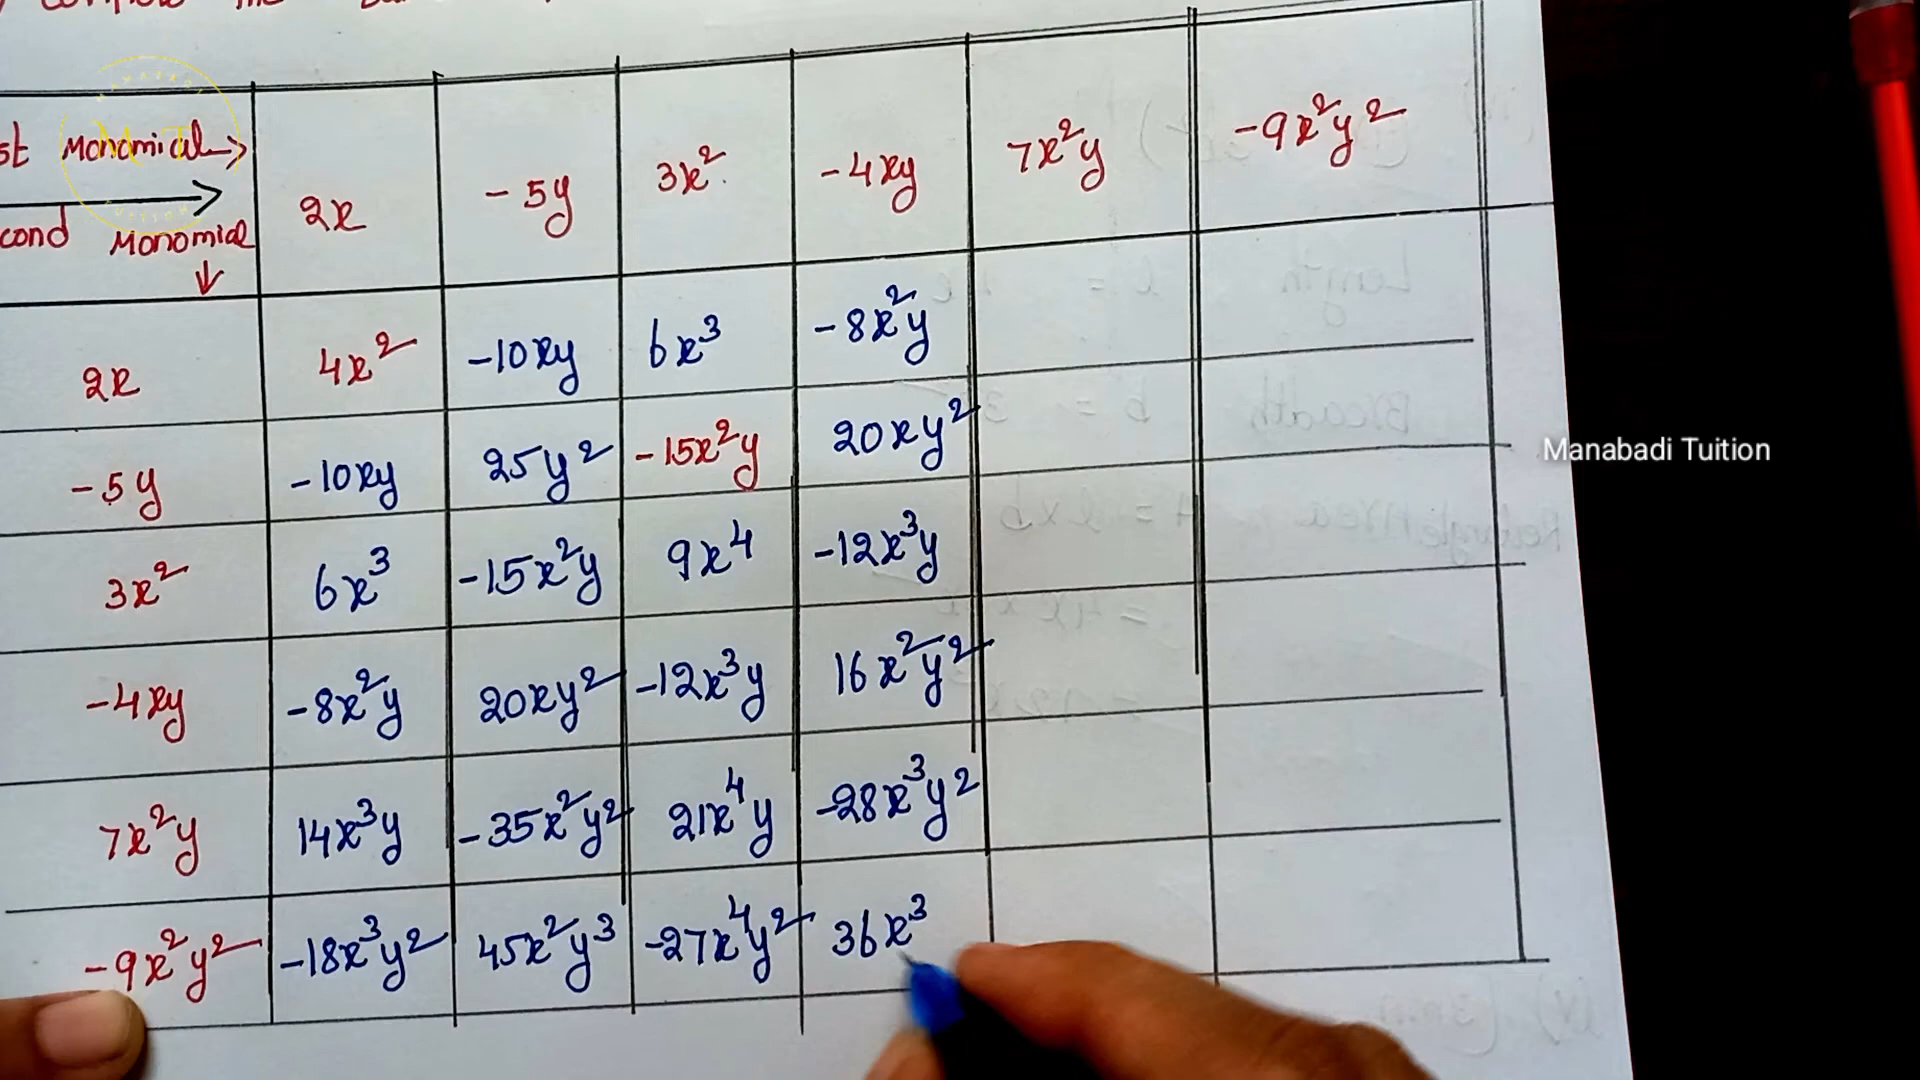 st Monomial →
cond Monomial ↓
2x -5y 3x² -4xy 7x²y -9x²y²
2x 4x² -10xy 6x³ -8x²y
-5y -10xy 25y² -15x²y 20xy²
3x² 6x³ -15x²y 9x⁴ -12x³y
-4xy -8x²y 20xy² -12x³y 16x²y²
7x²y 14x³y -35x²y² 21x⁴y -28x³y²
-9x²y² -18x³y² 45x²y³ -27x⁴y² 36x³
Manabadi Tuition